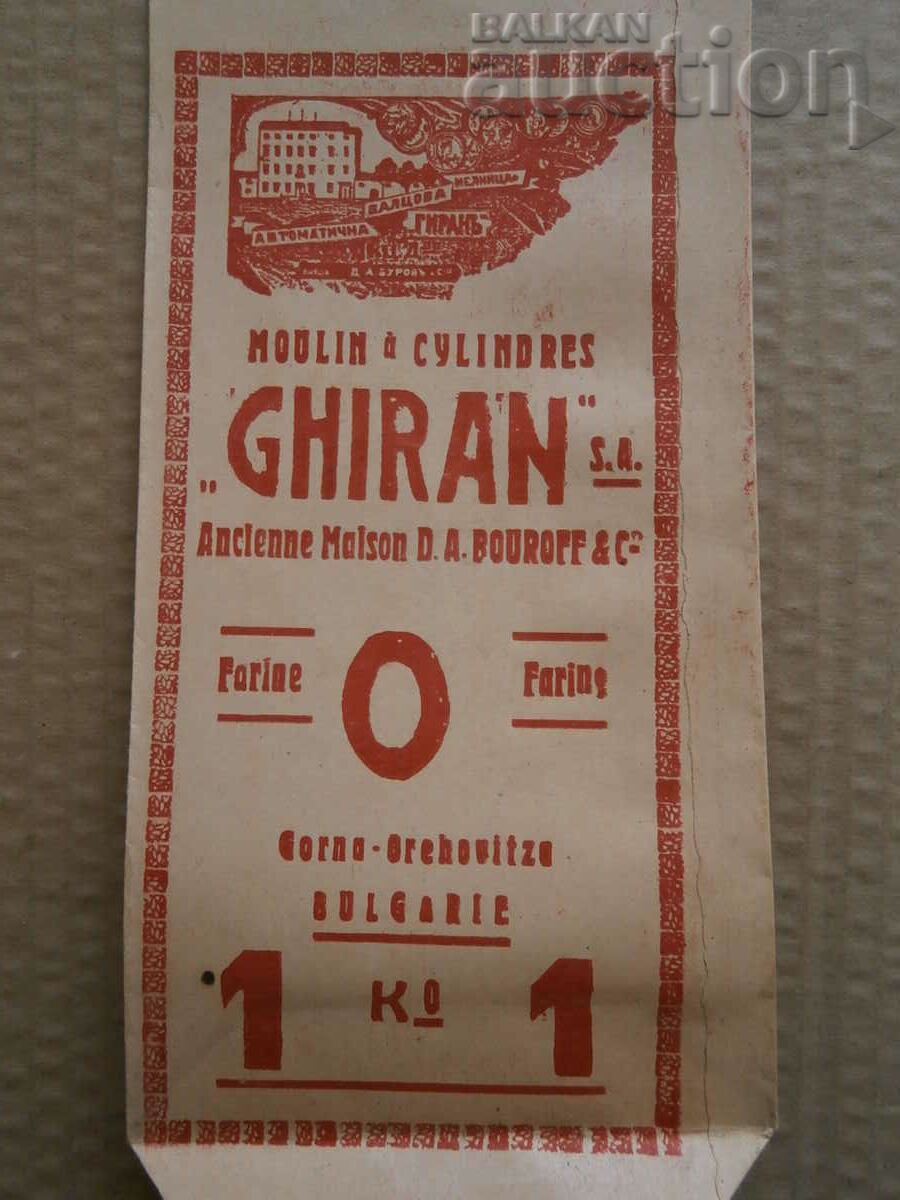 BALKAN
auction
АВТОМАТИЧНА ВАЛЦОВА МЕЛНИЦА
"ГИРАНЪ"
Д. А. БУРОВЪ
MOULIN à CYLINDRES
„GHIRAN" S.A.
Ancienne Maison D. A. BOUROFF & Cⁱᵉ
Farine O Farine
Gorna-Orehovitza
BULGARIE
1 Ko 1